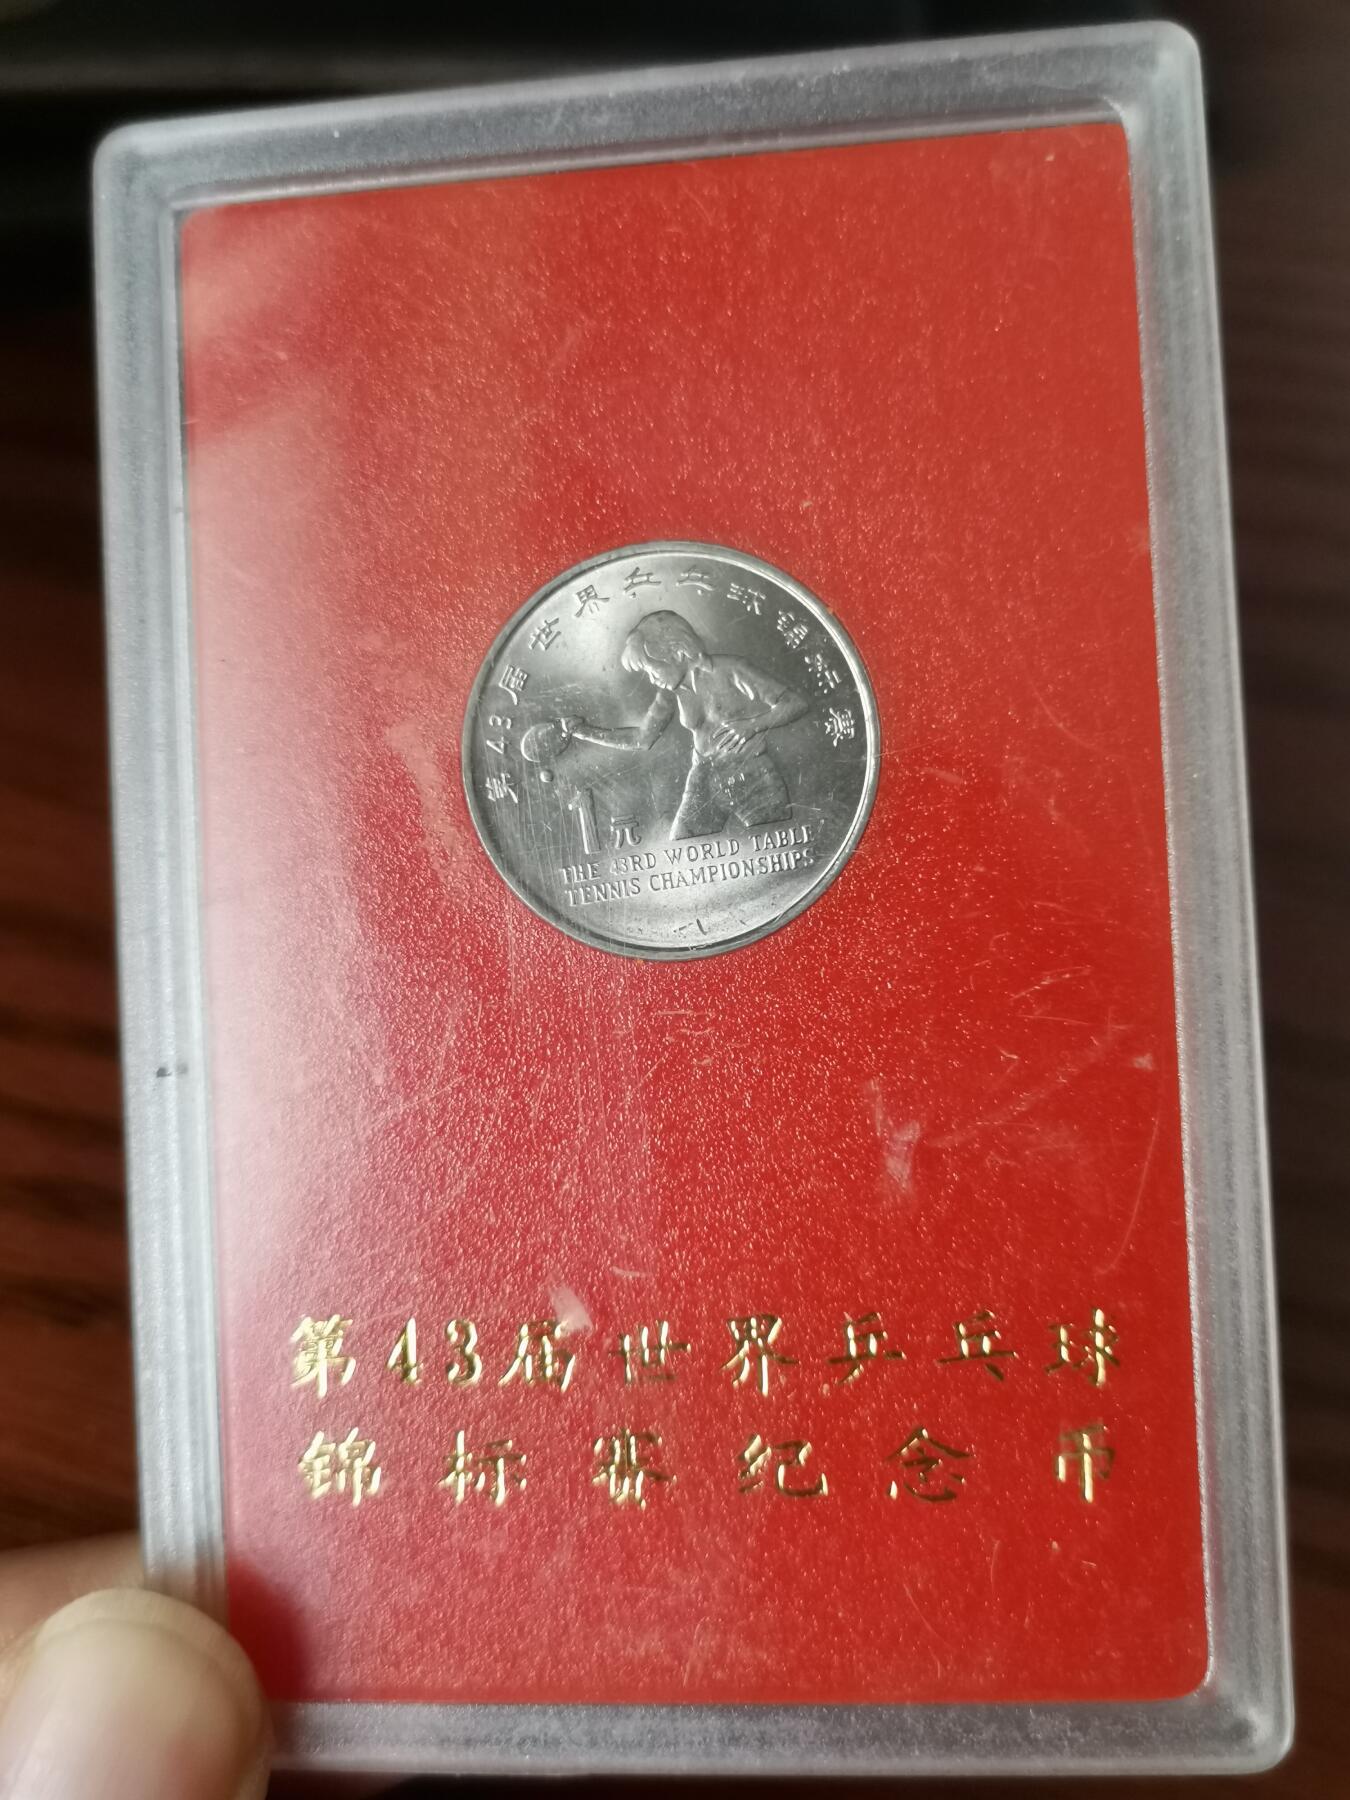 第43届世界乒乓球锦标赛
1元
THE 43RD WORLD TABLE
TENNIS CHAMPIONSHIPS
第43届世界乒乓球
锦标赛纪念币